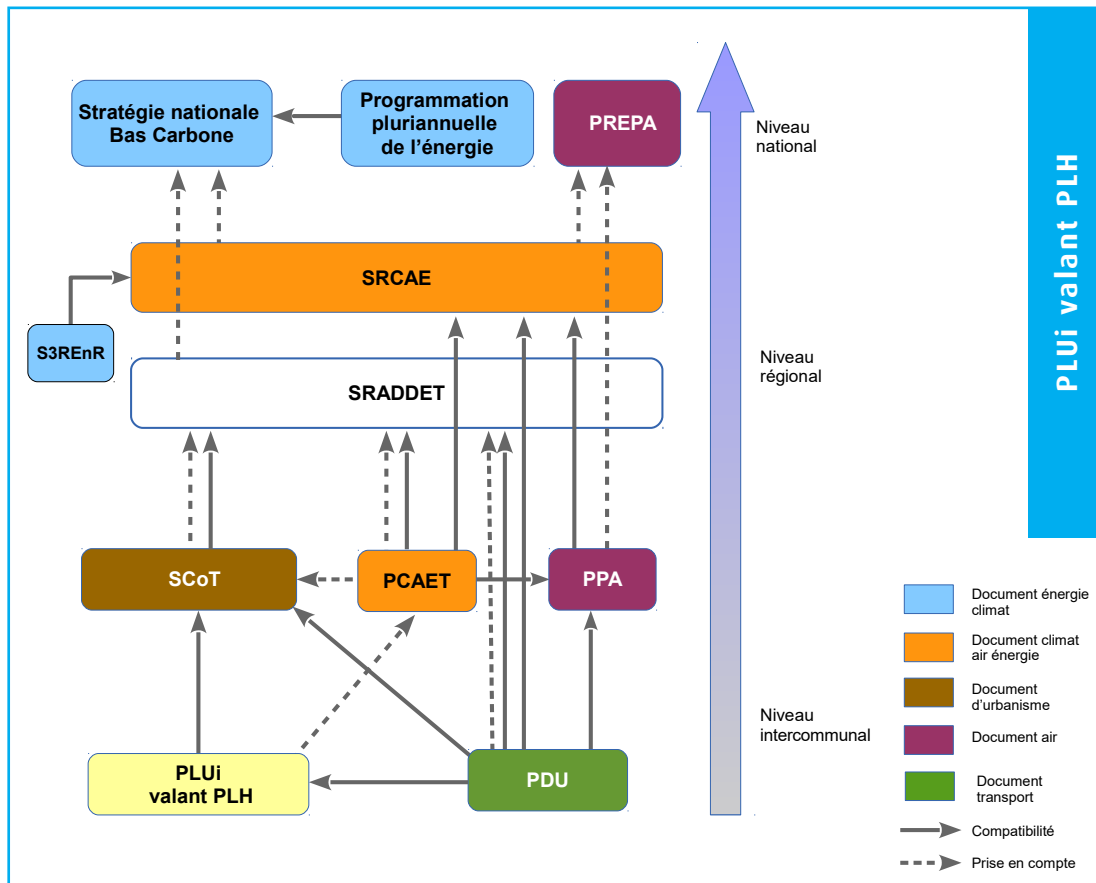 Stratégie nationale
Bas Carbone
Programmation
pluriannuelle
de l'énergie
PREPA
Niveau
national
PLUi valant PLH
SRCAE
S3REnR
Niveau
régional
SRADDET
SCoT
PCAET
PPA
Niveau
intercommunal
PLUi
valant PLH
PDU
Document énergie
climat
Document climat
air énergie
Document
d'urbanisme
Document air
Document
transport
Compatibilité
Prise en compte